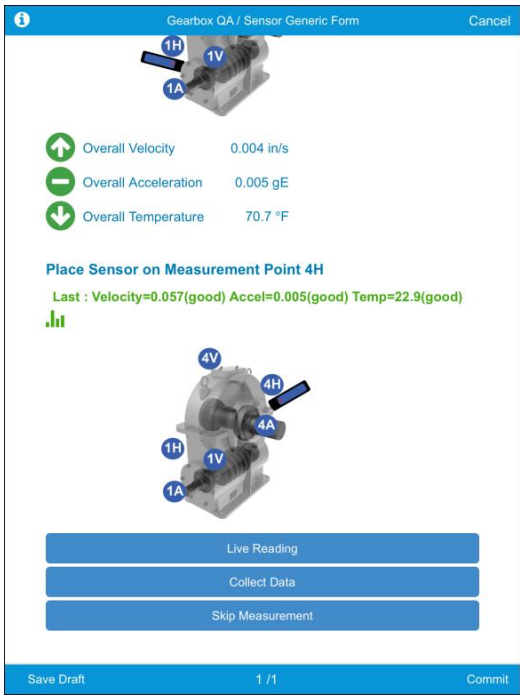 Gearbox QA / Sensor Generic Form Cancel
1H
1V
1A
Overall Velocity 0.004 in/s
Overall Acceleration 0.005 gE
Overall Temperature 70.7 °F
Place Sensor on Measurement Point 4H
Last : Velocity=0.057(good) Accel=0.005(good) Temp=22.9(good)
4V
4H
4A
1H
1V
1A
Live Reading
Collect Data
Skip Measurement
Save Draft 1 /1 Commit